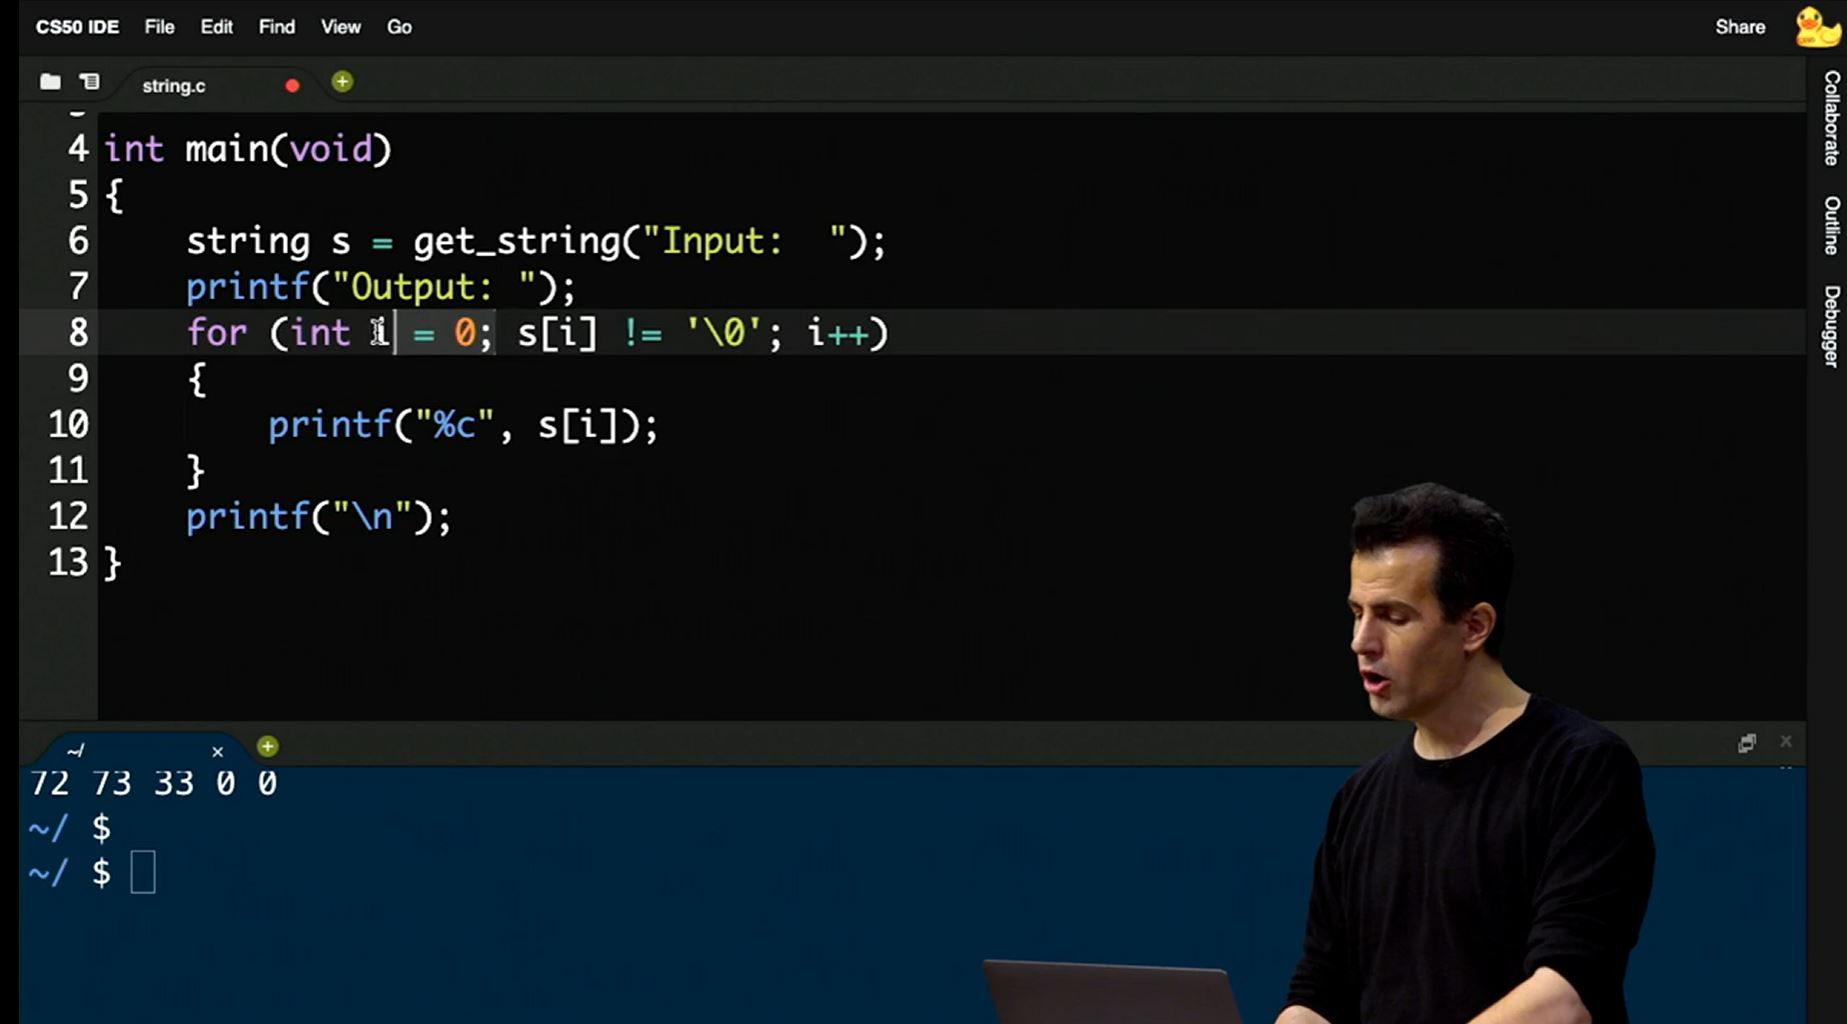 CS50 IDE File Edit Find View Go Share
string.c
4 int main(void)
5 {
6 string s = get_string("Input:  ");
7 printf("Output: ");
8 for (int i = 0; s[i] != '\0'; i++)
9 {
10 printf("%c", s[i]);
11 }
12 printf("\n");
13 }
Collaborate
Outline
Debugger
~/
72 73 33 0 0
~/ $
~/ $